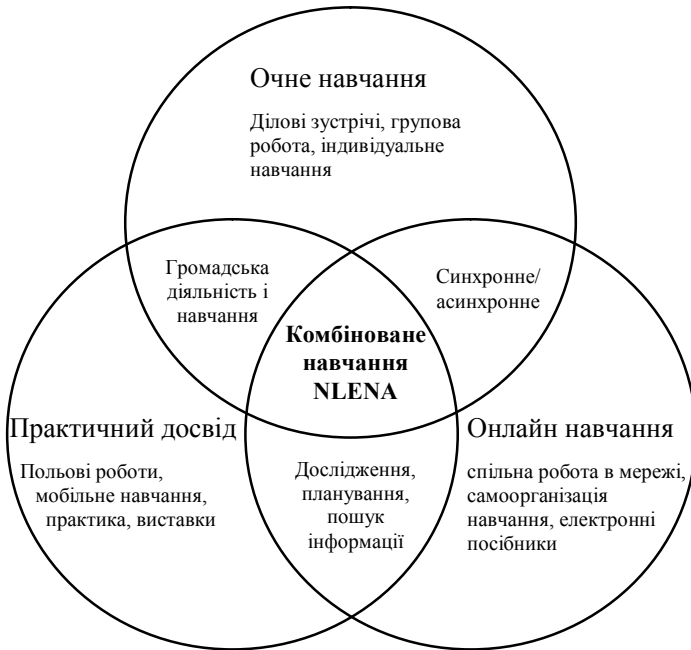 Очне навчання
Ділові зустрічі, групова
робота, індивідуальне
навчання
Громадська
діяльність і
навчання
Синхронне/
асинхронне
Комбіноване
навчання
NLENA
Практичний досвід
Польові роботи,
мобільне навчання,
практика, виставки
Дослідження,
планування,
пошук
інформації
Онлайн навчання
спільна робота в мережі,
самоорганізація
навчання, електронні
посібники